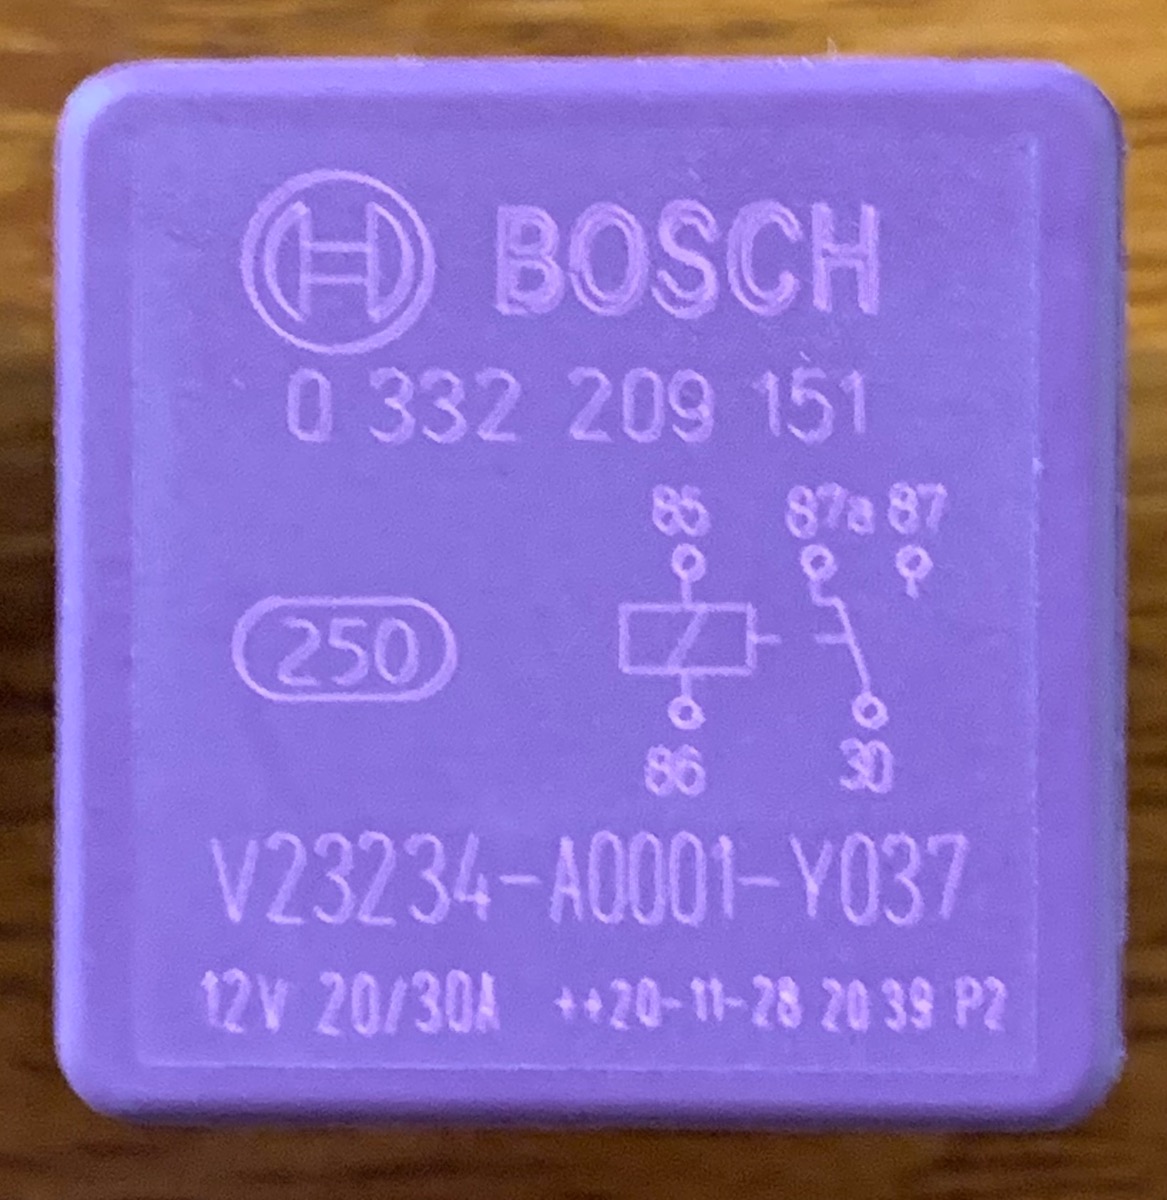 BOSCH
0 332 209 151
85 87a 87
250
86 30
V23234-A0001-Y037
12V 20/30A ++20-11-28 20 39 P2